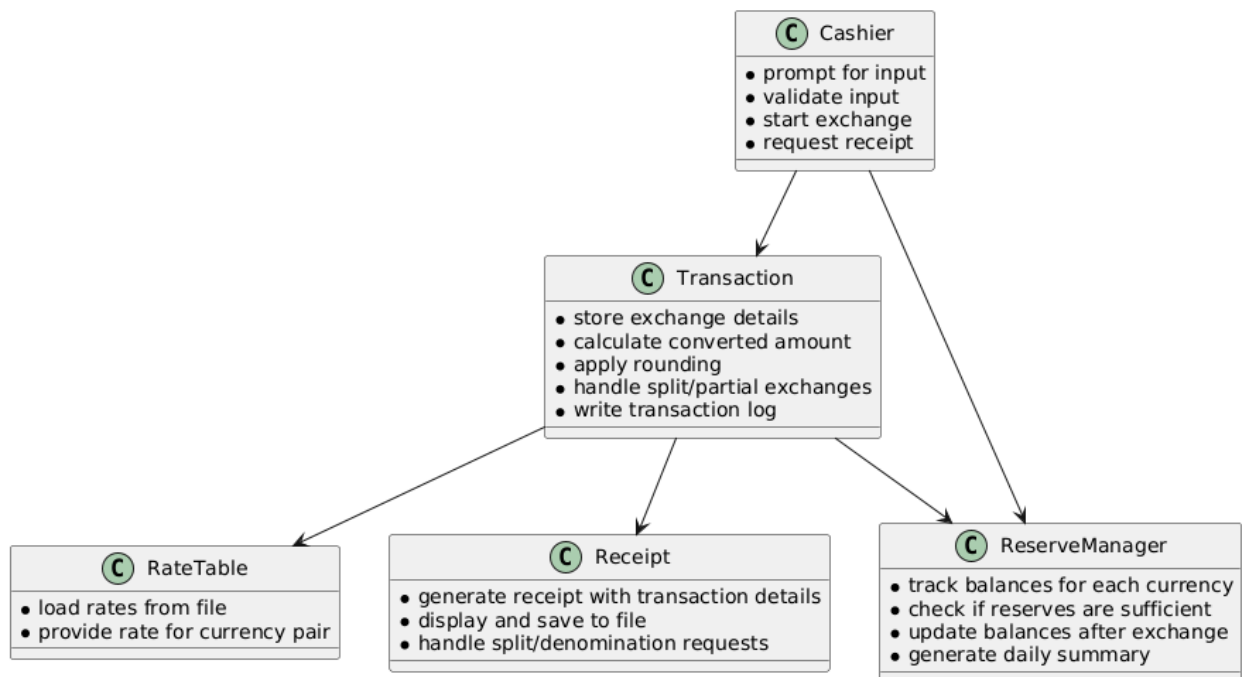 C Cashier
• prompt for input
• validate input
• start exchange
• request receipt
C Transaction
• store exchange details
• calculate converted amount
• apply rounding
• handle split/partial exchanges
• write transaction log
C RateTable
• load rates from file
• provide rate for currency pair
C Receipt
• generate receipt with transaction details
• display and save to file
• handle split/denomination requests
C ReserveManager
• track balances for each currency
• check if reserves are sufficient
• update balances after exchange
• generate daily summary